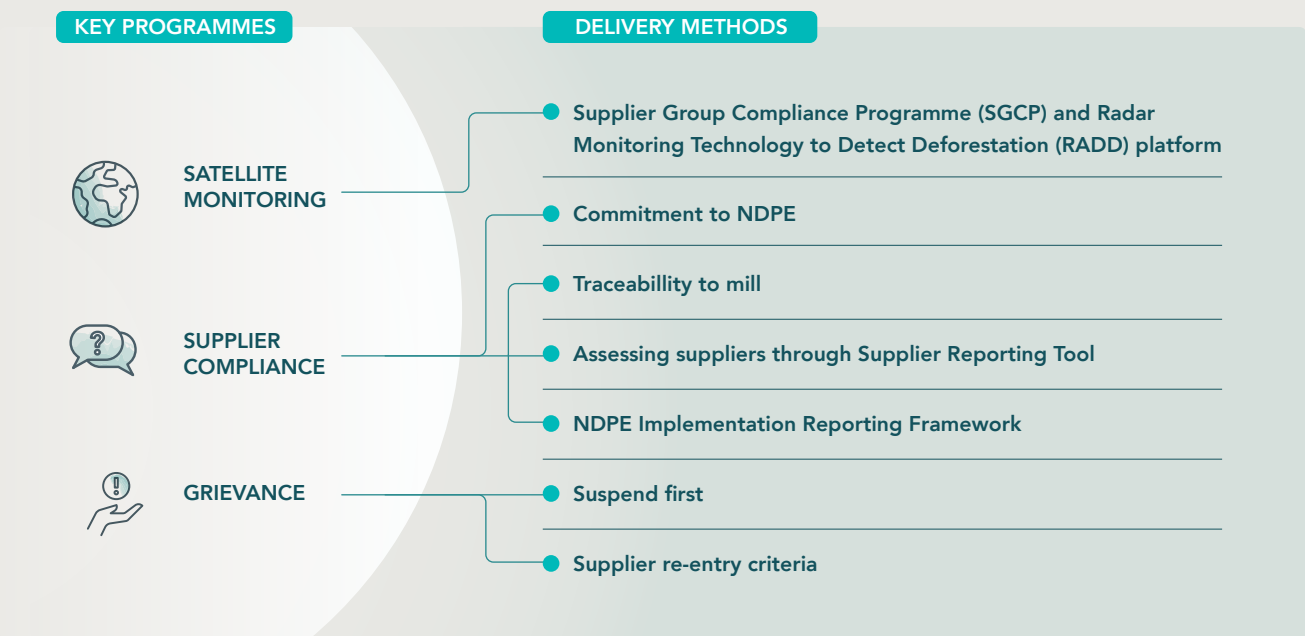 KEY PROGRAMMES
DELIVERY METHODS
SATELLITE
MONITORING
Supplier Group Compliance Programme (SGCP) and Radar
Monitoring Technology to Detect Deforestation (RADD) platform
SUPPLIER
COMPLIANCE
Commitment to NDPE
Traceabillity to mill
Assessing suppliers through Supplier Reporting Tool
NDPE Implementation Reporting Framework
GRIEVANCE
Suspend first
Supplier re-entry criteria